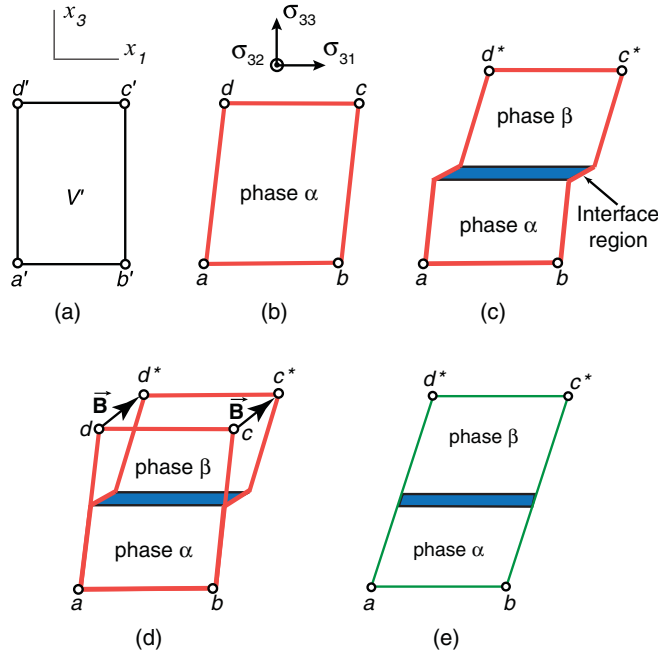 x₃
x₁
d′
c′
V′
a′
b′
(a)
σ₃₃
σ₃₂
σ₃₁
d
c
phase α
a
b
(b)
d*
c*
phase β
phase α
Interface
region
a
b
(c)
d*
c*
B⃗
B⃗
d
c
phase β
phase α
a
b
(d)
d*
c*
phase β
phase α
a
b
(e)